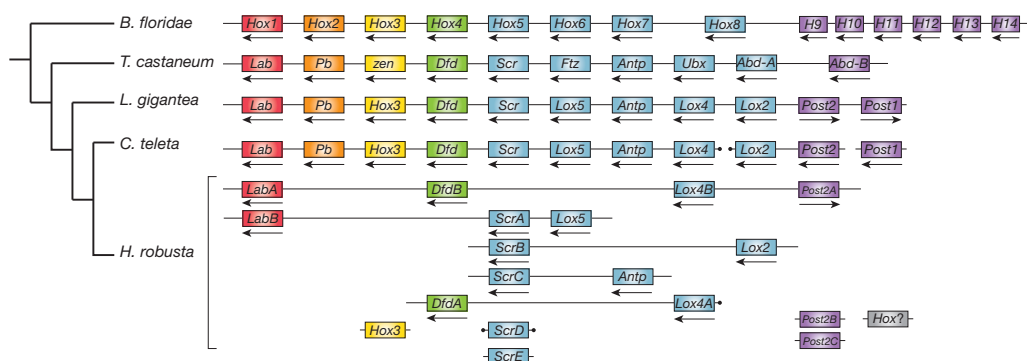 B. floridae Hox1 Hox2 Hox3 Hox4 Hox5 Hox6 Hox7 Hox8 H9 H10 H11 H12 H13 H14
T. castaneum Lab Pb zen Dfd Scr Ftz Antp Ubx Abd-A Abd-B
L. gigantea Lab Pb Hox3 Dfd Scr Lox5 Antp Lox4 Lox2 Post2 Post1
C. teleta Lab Pb Hox3 Dfd Scr Lox5 Antp Lox4 Lox2 Post2 Post1
LabA DfdB Lox4B Post2A
LabB ScrA Lox5
H. robusta ScrB Lox2
ScrC Antp
DfdA Lox4A
Hox3 ScrD Post2B Hox?
ScrE Post2C